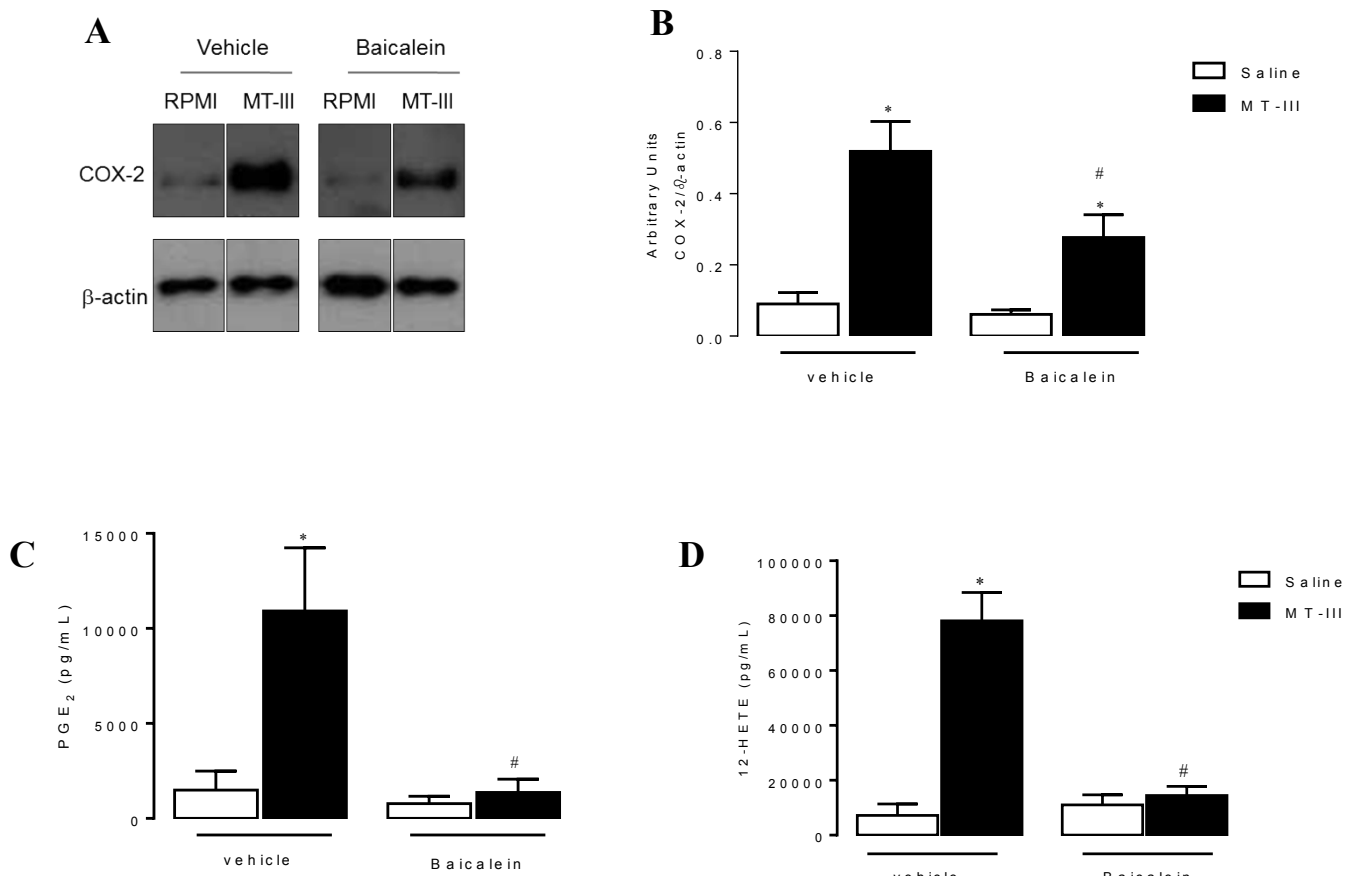 A
Vehicle Baicalein
RPMI MT-III RPMI MT-III
COX-2
β-actin
B
Arbitrary Units
COX-2/ -actin
0.8
0.6
0.4
0.2
0.0
*
#
*
vehicle Baicalein
Saline
MT-III
C
PGE₂ (pg/mL)
15000
10000
5000
0
*
#
vehicle Baicalein
D
12-HETE (pg/mL)
100000
80000
60000
40000
20000
0
*
#
vehicle Baicalein
Saline
MT-III